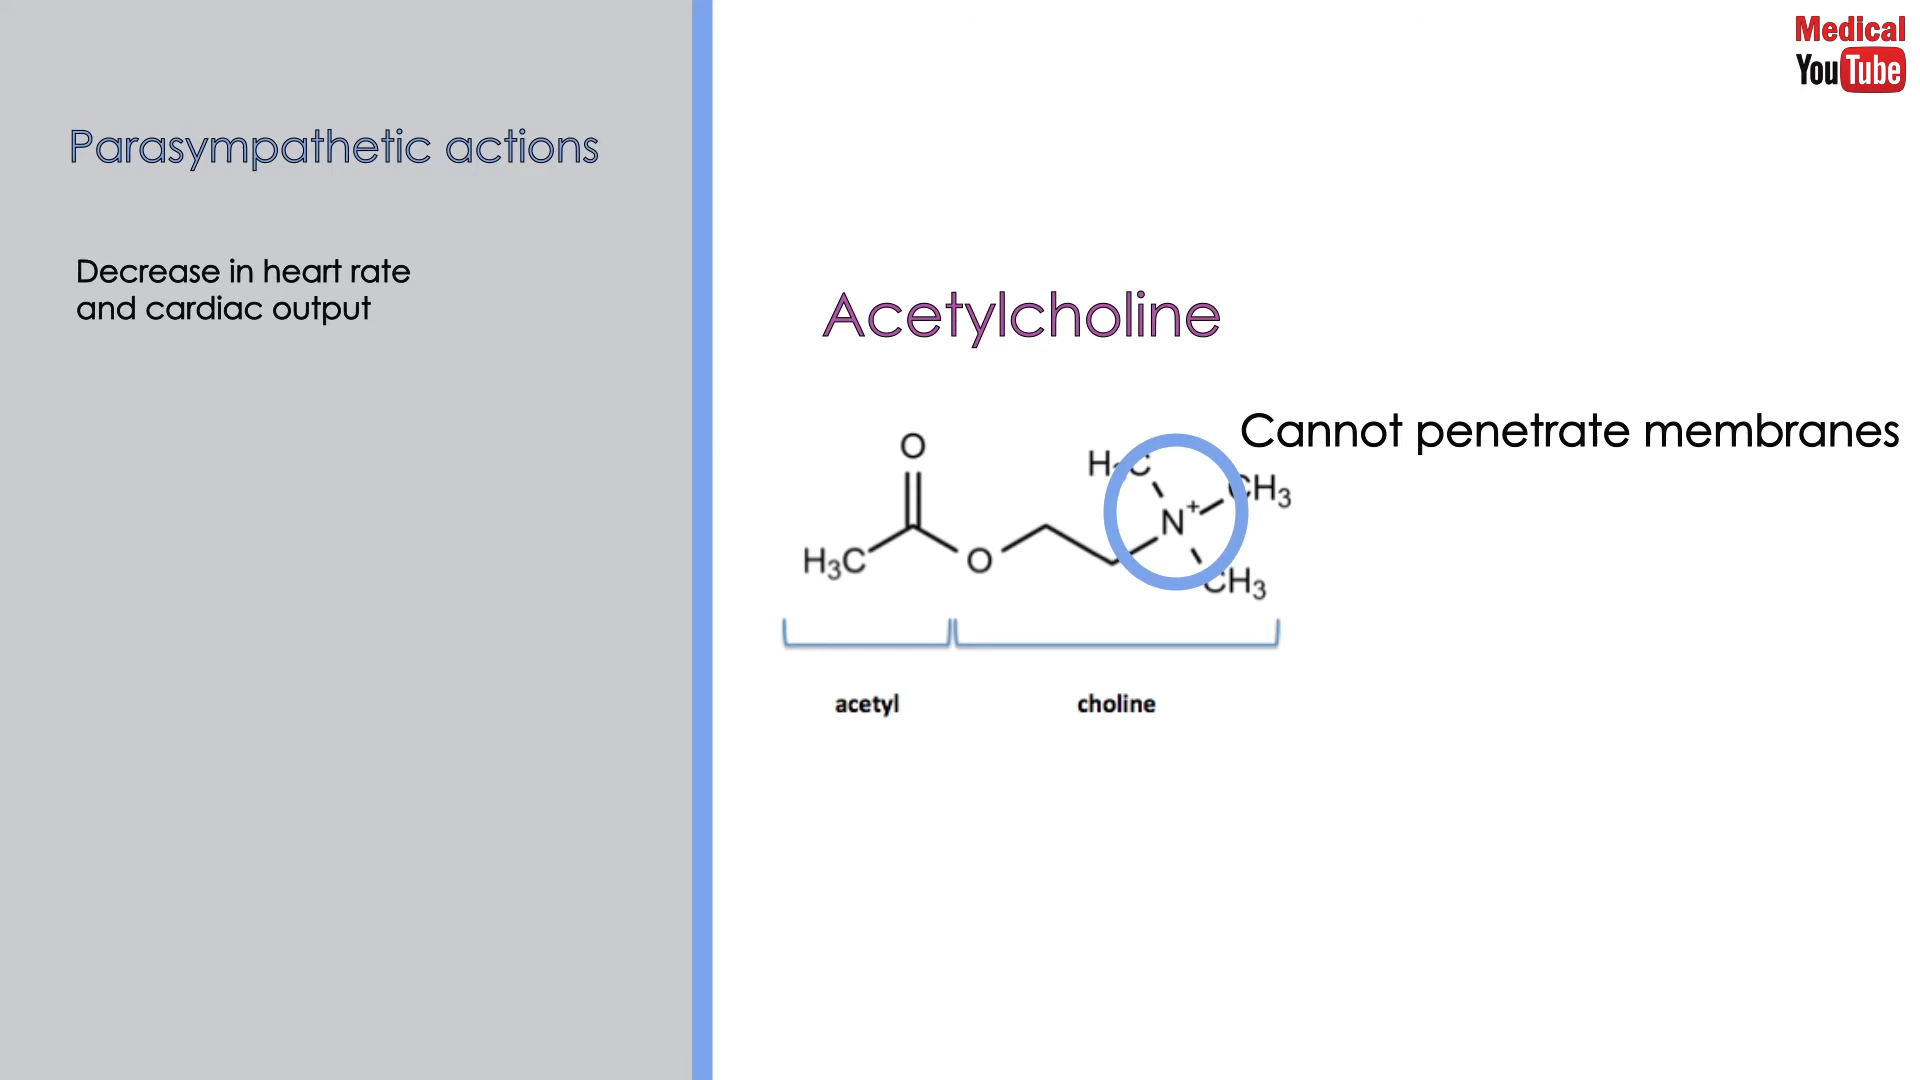 Medical
YouTube
Parasympathetic actions
Decrease in heart rate
and cardiac output
Acetylcholine
Cannot penetrate membranes
O
H₃C
CH₃
N⁺
H₃C
O
CH₃
acetyl
choline